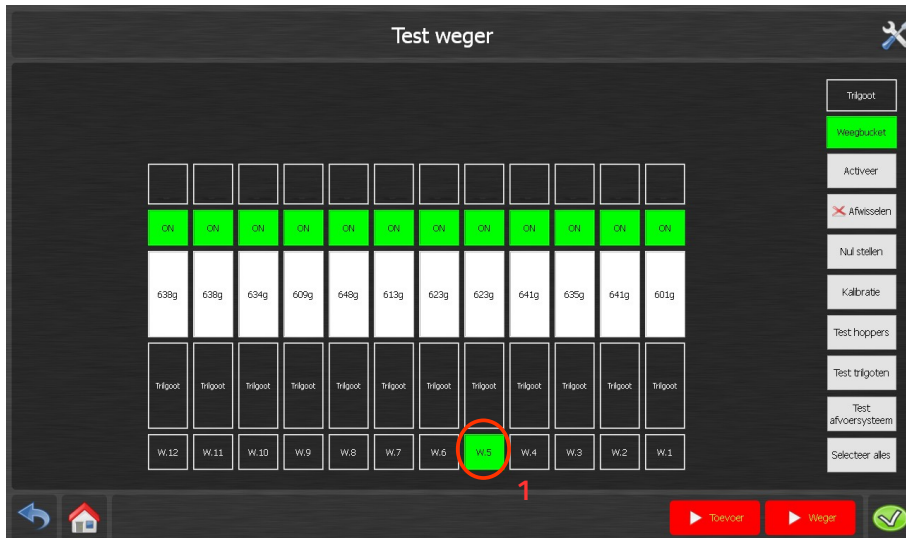 Test weger
Trilgoot
Weegbucket
Activeer
Afwisselen
Nul stellen
Kalibratie
Test hoppers
Test trilgoten
Test
afvoersysteem
Selecteer alles
ON ON ON ON ON ON ON ON ON ON ON ON
638g 638g 634g 609g 648g 613g 623g 623g 641g 635g 641g 601g
Trilgoot Trilgoot Trilgoot Trilgoot Trilgoot Trilgoot Trilgoot Trilgoot Trilgoot Trilgoot Trilgoot Trilgoot
W.12 W.11 W.10 W.9 W.8 W.7 W.6 W.5 W.4 W.3 W.2 W.1
1
Toevoer Weger